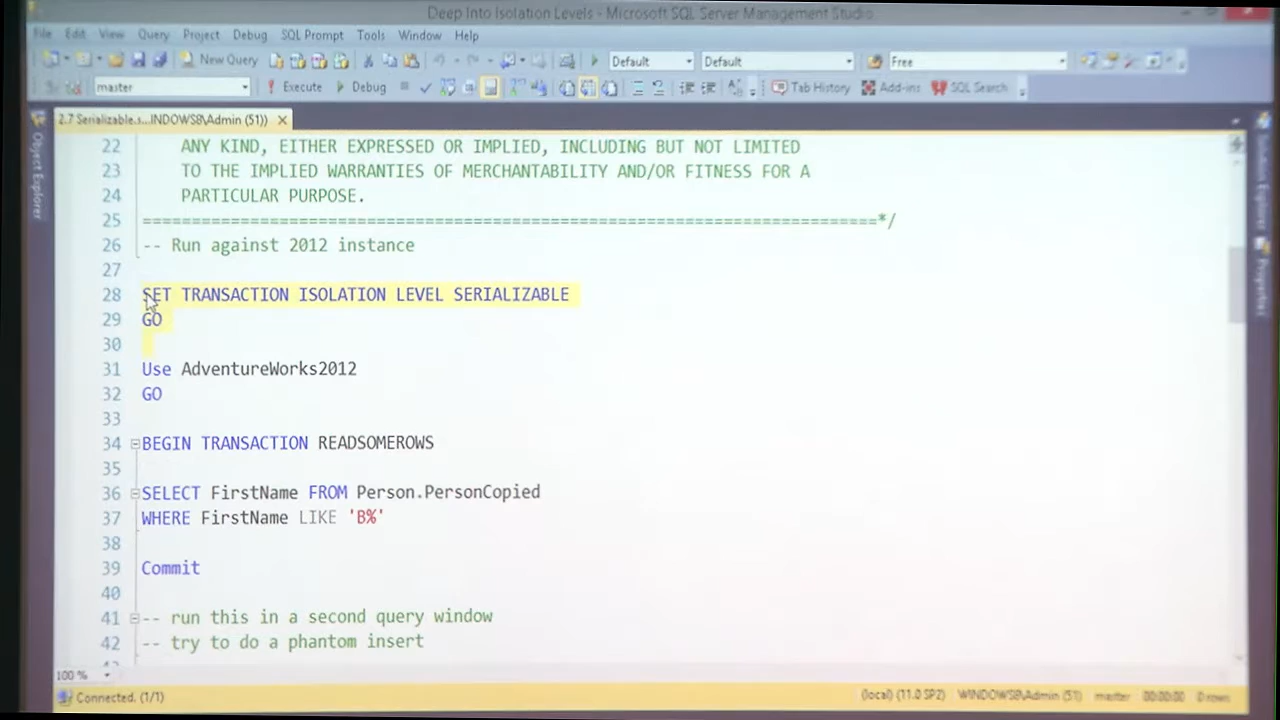 Deep Into Isolation Levels - Microsoft SQL Server Management Studio
File Edit View Query Project Debug SQL Prompt Tools Window Help
New Query Default Default Free
master Execute Debug Tab History Add-ins SQL Search
2.7 Serializable.s...INDOWS8\Admin (51)) ×
Object Explorer
Solution Explorer
Properties
22 ANY KIND, EITHER EXPRESSED OR IMPLIED, INCLUDING BUT NOT LIMITED
23 TO THE IMPLIED WARRANTIES OF MERCHANTABILITY AND/OR FITNESS FOR A
24 PARTICULAR PURPOSE.
25 ===========================================================================*/
26 -- Run against 2012 instance
27
28 SET TRANSACTION ISOLATION LEVEL SERIALIZABLE
29 GO
30
31 Use AdventureWorks2012
32 GO
33
34 BEGIN TRANSACTION READSOMEROWS
35
36 SELECT FirstName FROM Person.PersonCopied
37 WHERE FirstName LIKE 'B%'
38
39 Commit
40
41 -- run this in a second query window
42 -- try to do a phantom insert
100 %
Connected. (1/1) (local) (11.0 SP2) WINDOWS8\Admin (51) master 00:00:00 0 rows